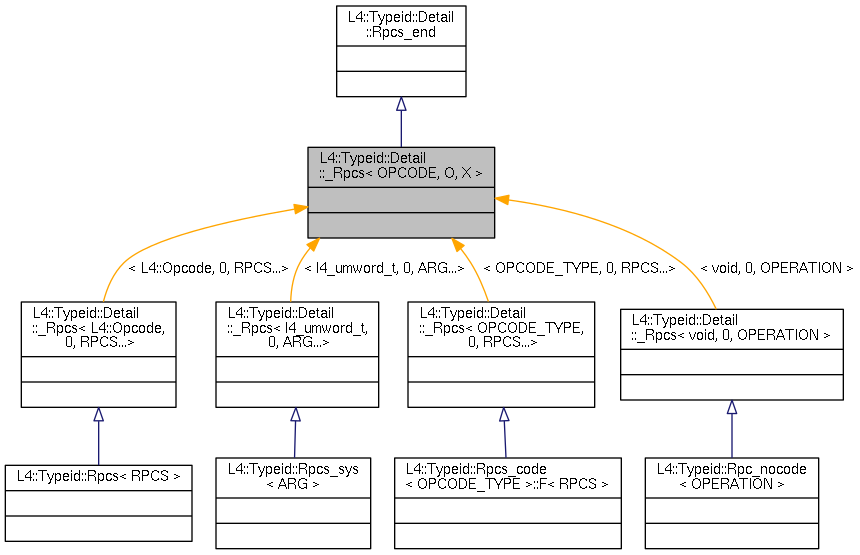 L4::Typeid::Detail
::Rpcs_end
L4::Typeid::Detail
::_Rpcs< OPCODE, O, X >
< L4::Opcode, 0, RPCS...>
< l4_umword_t, 0, ARG...>
< OPCODE_TYPE, 0, RPCS...>
< void, 0, OPERATION >
L4::Typeid::Detail
::_Rpcs< L4::Opcode,
0, RPCS...>
L4::Typeid::Detail
::_Rpcs< l4_umword_t,
0, ARG...>
L4::Typeid::Detail
::_Rpcs< OPCODE_TYPE,
0, RPCS...>
L4::Typeid::Detail
::_Rpcs< void, 0, OPERATION >
L4::Typeid::Rpcs< RPCS >
L4::Typeid::Rpcs_sys
< ARG >
L4::Typeid::Rpcs_code
< OPCODE_TYPE >::F< RPCS >
L4::Typeid::Rpc_nocode
< OPERATION >